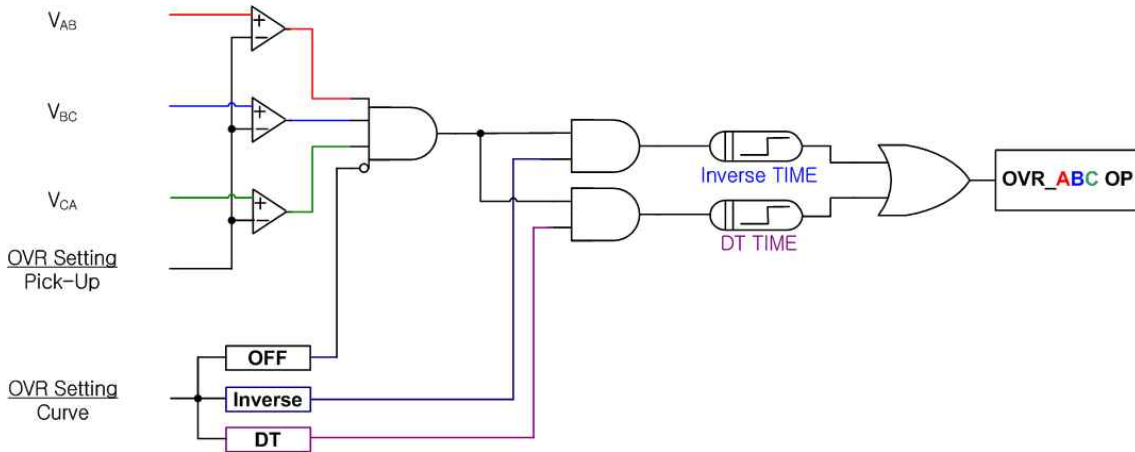 VAB
VBC
VCA
OVR Setting
Pick-Up
OVR Setting
Curve
OFF
Inverse
DT
+
−
+
−
+
−
Inverse TIME
DT TIME
OVR_ABC OP